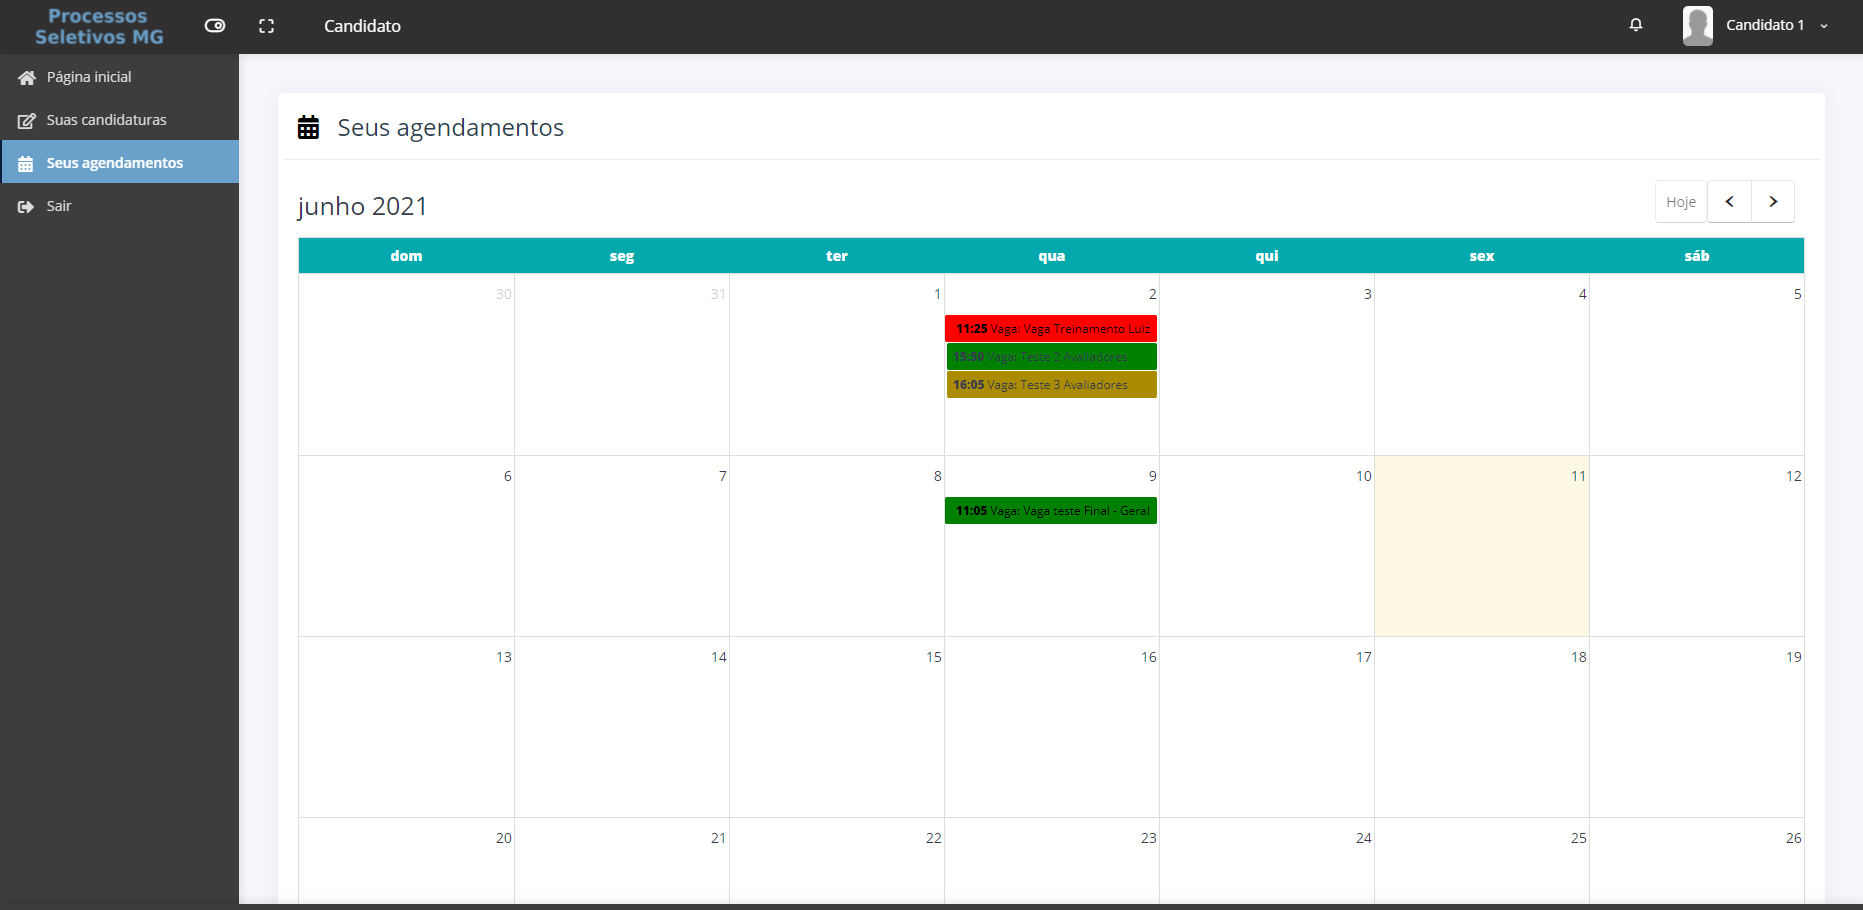 Processos
Seletivos MG
Candidato
Candidato 1
Página inicial
Suas candidaturas
Seus agendamentos
Sair
Seus agendamentos
junho 2021
Hoje
dom seg ter qua qui sex sáb
30 31 1 2 3 4 5
11:25 Vaga: Vaga Treinamento Luiz
15:50 Vaga: Teste 2 Avaliadores
16:05 Vaga: Teste 3 Avaliadores
6 7 8 9 10 11 12
11:05 Vaga: Vaga teste Final - Geral
13 14 15 16 17 18 19
20 21 22 23 24 25 26